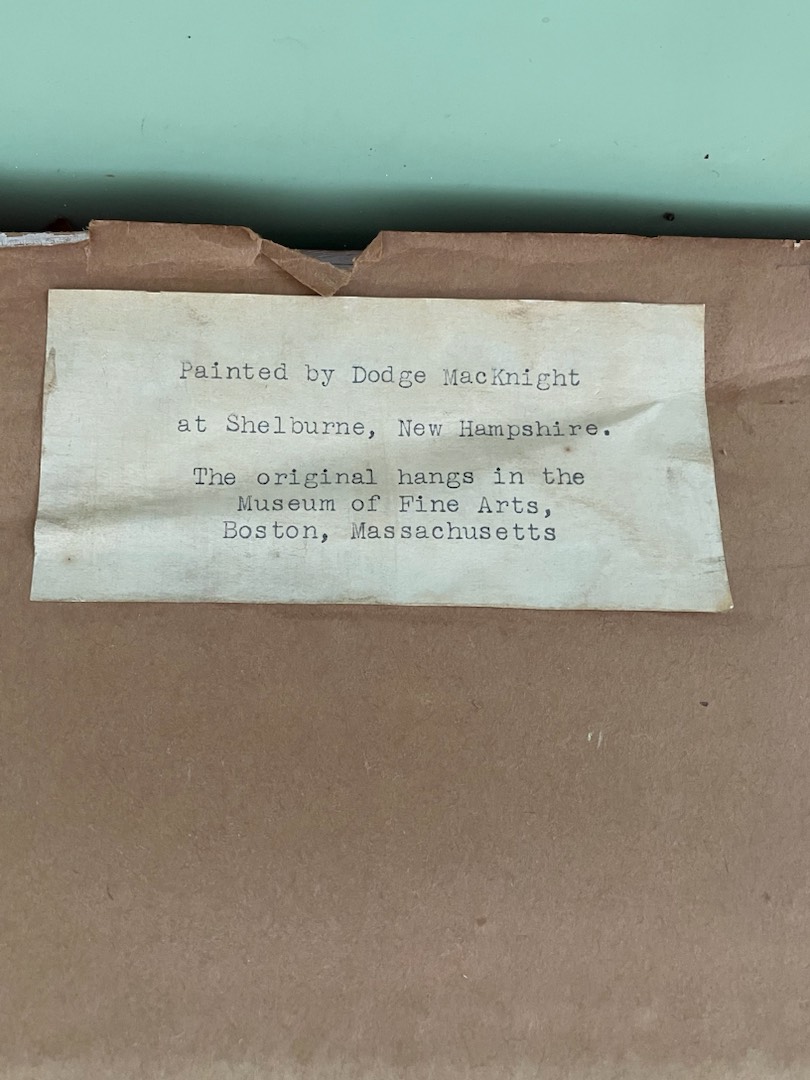 Painted by Dodge MacKnight
at Shelburne, New Hampshire.
The original hangs in the
Museum of Fine Arts,
Boston, Massachusetts